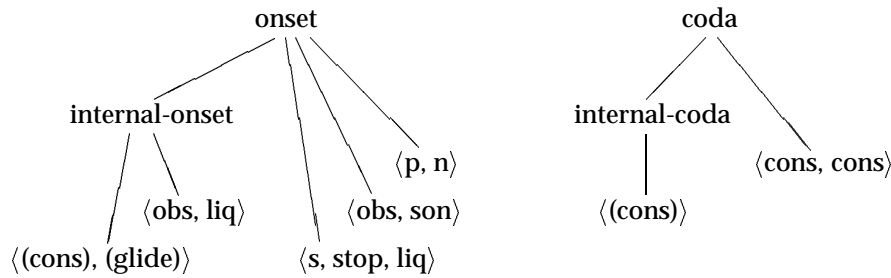 onset coda
internal-onset internal-coda
⟨p, n⟩ ⟨cons, cons⟩
⟨obs, liq⟩ ⟨obs, son⟩ ⟨(cons)⟩
⟨(cons), (glide)⟩ ⟨s, stop, liq⟩